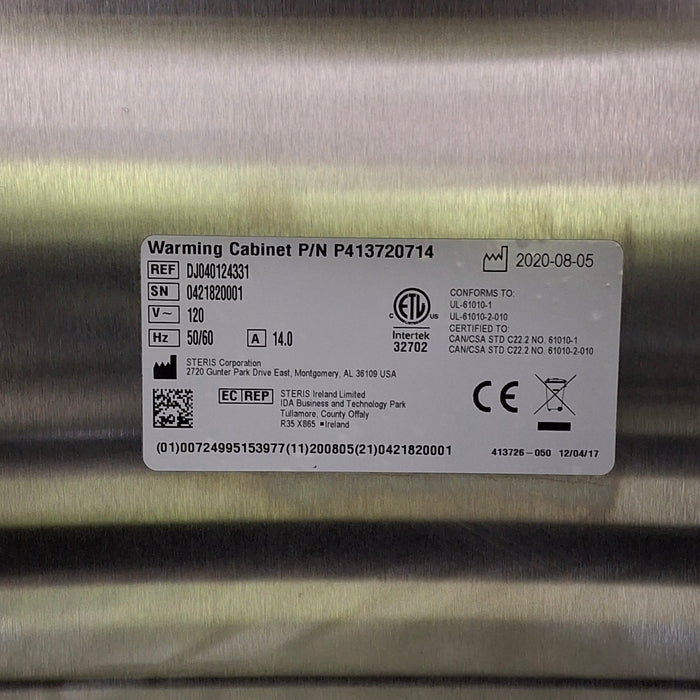 Warming Cabinet P/N P413720714
2020-08-05
REF DJ040124331
SN 0421820001
V~ 120
Hz 50/60 A 14.0
c ETL us
Intertek
32702
CONFORMS TO:
UL-61010-1
UL-61010-2-010
CERTIFIED TO:
CAN/CSA STD C22.2 NO. 61010-1
CAN/CSA STD C22.2 NO. 61010-2-010
STERIS Corporation
2720 Gunter Park Drive East, Montgomery, AL 36109 USA
EC REP STERIS Ireland Limited
IDA Business and Technology Park
Tullamore, County Offaly
R35 X865 ▪Ireland
CE
(01)00724995153977(11)200805(21)0421820001
413726-050 12/04/17